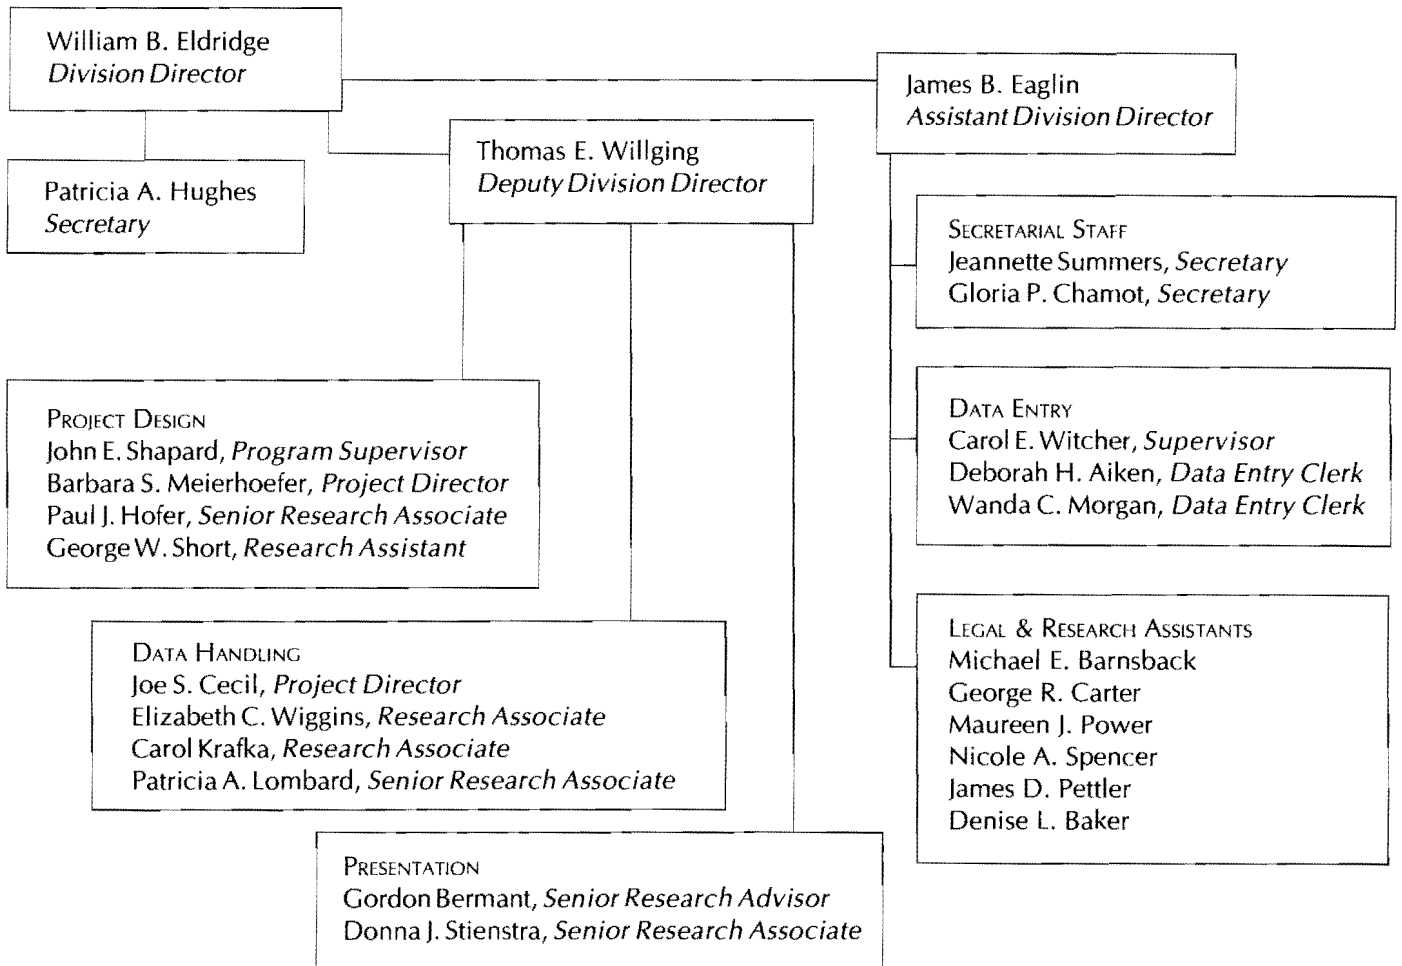 William B. Eldridge
Division Director
James B. Eaglin
Assistant Division Director
Thomas E. Willging
Deputy Division Director
Patricia A. Hughes
Secretary
SECRETARIAL STAFF
Jeannette Summers, Secretary
Gloria P. Chamot, Secretary
PROJECT DESIGN
John E. Shapard, Program Supervisor
Barbara S. Meierhoefer, Project Director
Paul J. Hofer, Senior Research Associate
George W. Short, Research Assistant
DATA ENTRY
Carol E. Witcher, Supervisor
Deborah H. Aiken, Data Entry Clerk
Wanda C. Morgan, Data Entry Clerk
DATA HANDLING
Joe S. Cecil, Project Director
Elizabeth C. Wiggins, Research Associate
Carol Krafka, Research Associate
Patricia A. Lombard, Senior Research Associate
LEGAL & RESEARCH ASSISTANTS
Michael E. Barnsback
George R. Carter
Maureen J. Power
Nicole A. Spencer
James D. Pettler
Denise L. Baker
PRESENTATION
Gordon Bermant, Senior Research Advisor
Donna J. Stienstra, Senior Research Associate